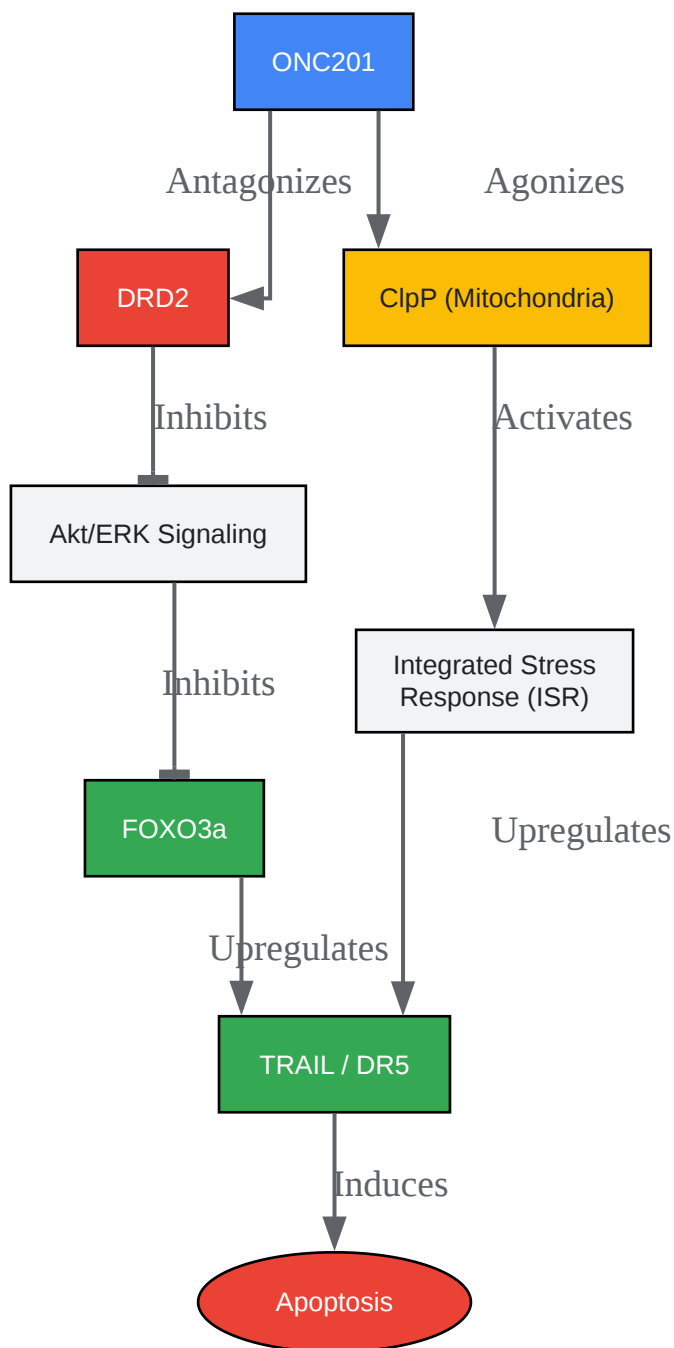 ONC201
Antagonizes
Agonizes
DRD2
ClpP (Mitochondria)
Inhibits
Activates
Akt/ERK Signaling
Integrated Stress
Response (ISR)
Inhibits
FOXO3a
Upregulates
Upregulates
TRAIL / DR5
Induces
Apoptosis